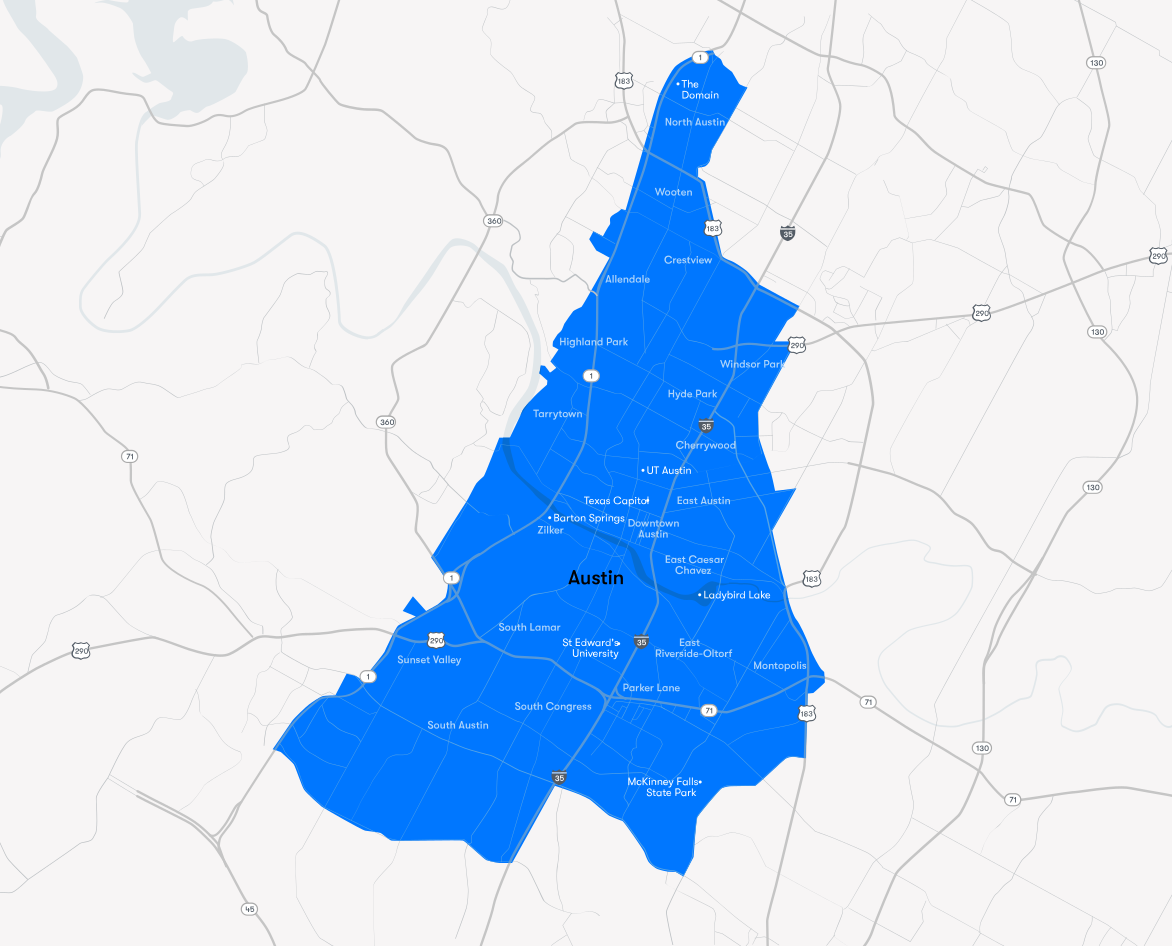 1
183
130
The
Domain
North Austin
Wooten
360
183
35
290
Crestview
Allendale
290
130
Highland Park
290
Windsor Park
1
Hyde Park
Tarrytown
360
35
Cherrywood
71
UT Austin
130
Texas Capitol
East Austin
Barton Springs
Downtown
Austin
Zilker
East Caesar
Chavez
Austin
1
183
Ladybird Lake
South Lamar
290
St Edward's
University
35
East
Riverside-Oltorf
290
Sunset Valley
Montopolis
1
Parker Lane
71
South Congress
71
183
South Austin
130
35
McKinney Falls
State Park
71
45